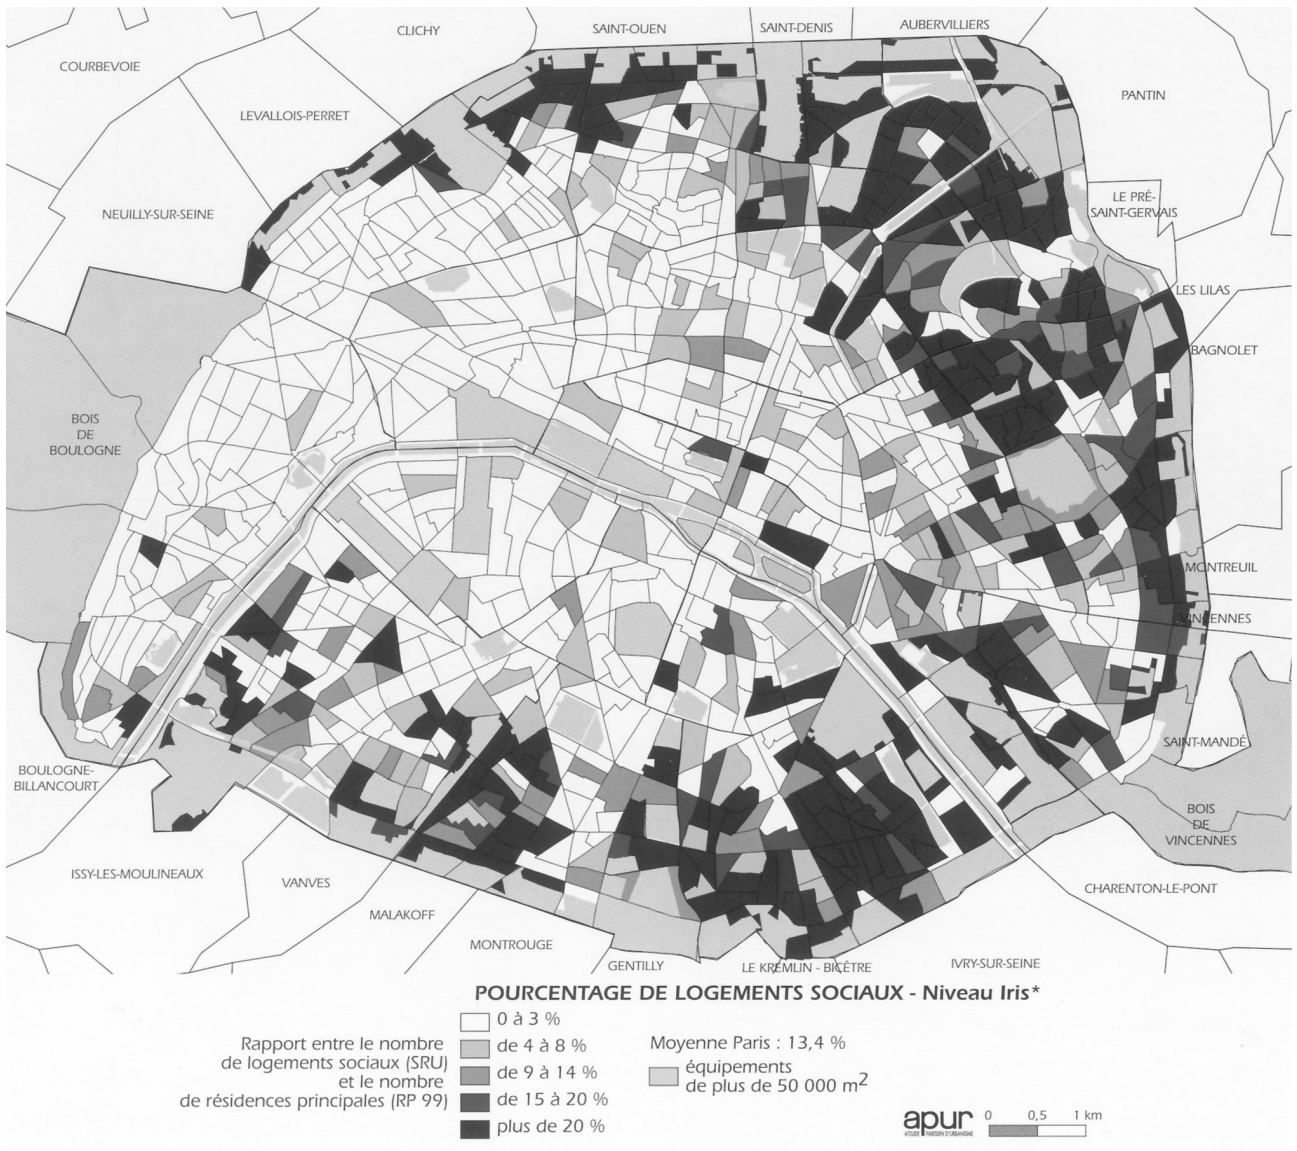 CLICHY
SAINT-OUEN
SAINT-DENIS
AUBERVILLIERS
COURBEVOIE
PANTIN
LEVALLOIS-PERRET
NEUILLY-SUR-SEINE
LE PRÉ-
SAINT-GERVAIS
LES LILAS
BAGNOLET
BOIS
DE
BOULOGNE
MONTREUIL
VINCENNES
SAINT-MANDÉ
BOULOGNE-
BILLANCOURT
BOIS
DE
VINCENNES
ISSY-LES-MOULINEAUX
VANVES
CHARENTON-LE-PONT
MALAKOFF
MONTROUGE
GENTILLY
LE KREMLIN - BICÊTRE
IVRY-SUR-SEINE
POURCENTAGE DE LOGEMENTS SOCIAUX - Niveau Iris*
Rapport entre le nombre
de logements sociaux (SRU)
et le nombre
de résidences principales (RP 99)
0 à 3 %
de 4 à 8 %
de 9 à 14 %
de 15 à 20 %
plus de 20 %
Moyenne Paris : 13,4 %
équipements
de plus de 50 000 m2
apur
ATELIER PARISIEN D'URBANISME
0 0,5 1 km